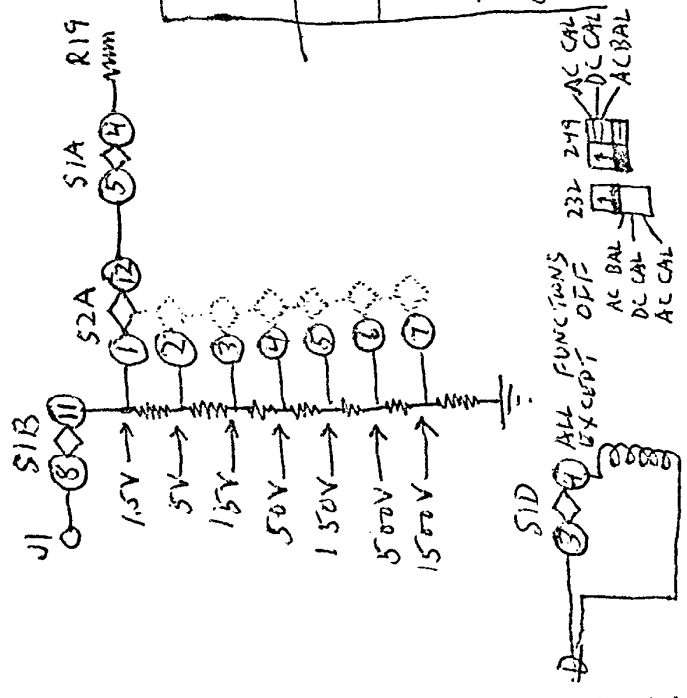 J1
S1B
8 11
S2A
1 12
S1A
5 4
R19
1.5V
5V 2
15V 3
50V 4
150V 5
500V 6
1500V 7
S1D
3 4
ALL FUNCTIONS
EXCEPT OFF
232 249
AC BAL
DC CAL
AC CAL
AC CAL
DC CAL
AC BAL